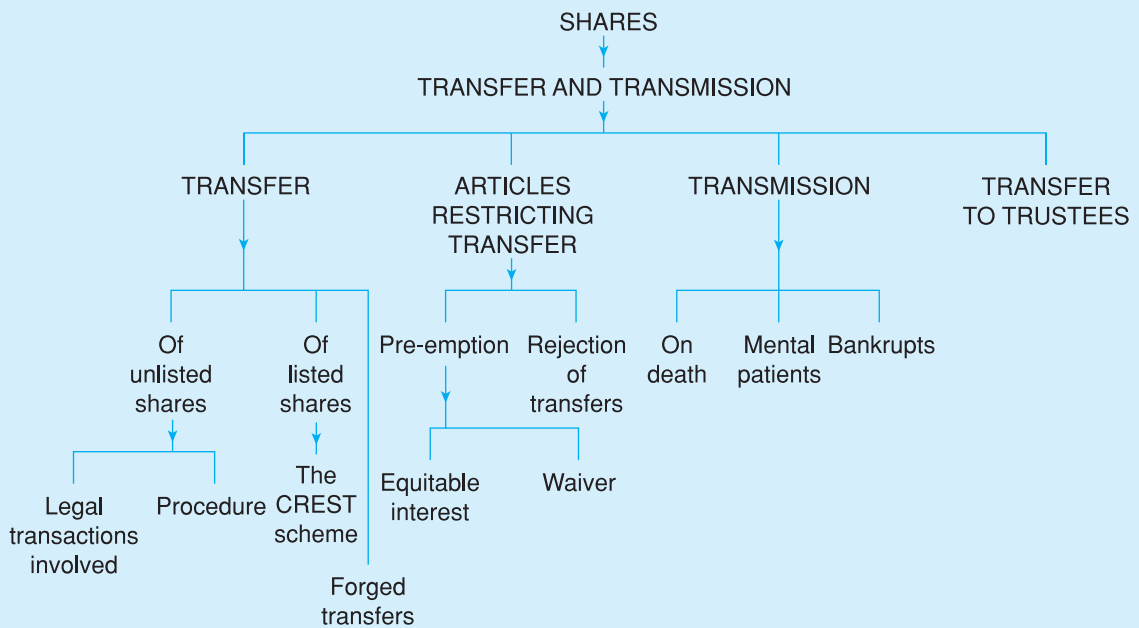 SHARES
TRANSFER AND TRANSMISSION
TRANSFER
ARTICLES
RESTRICTING
TRANSFER
TRANSMISSION
TRANSFER
TO TRUSTEES
Of
unlisted
shares
Of
listed
shares
Pre-emption
Rejection
of
transfers
On
death
Mental
patients
Bankrupts
Legal
transactions
involved
Procedure
The
CREST
scheme
Equitable
interest
Waiver
Forged
transfers